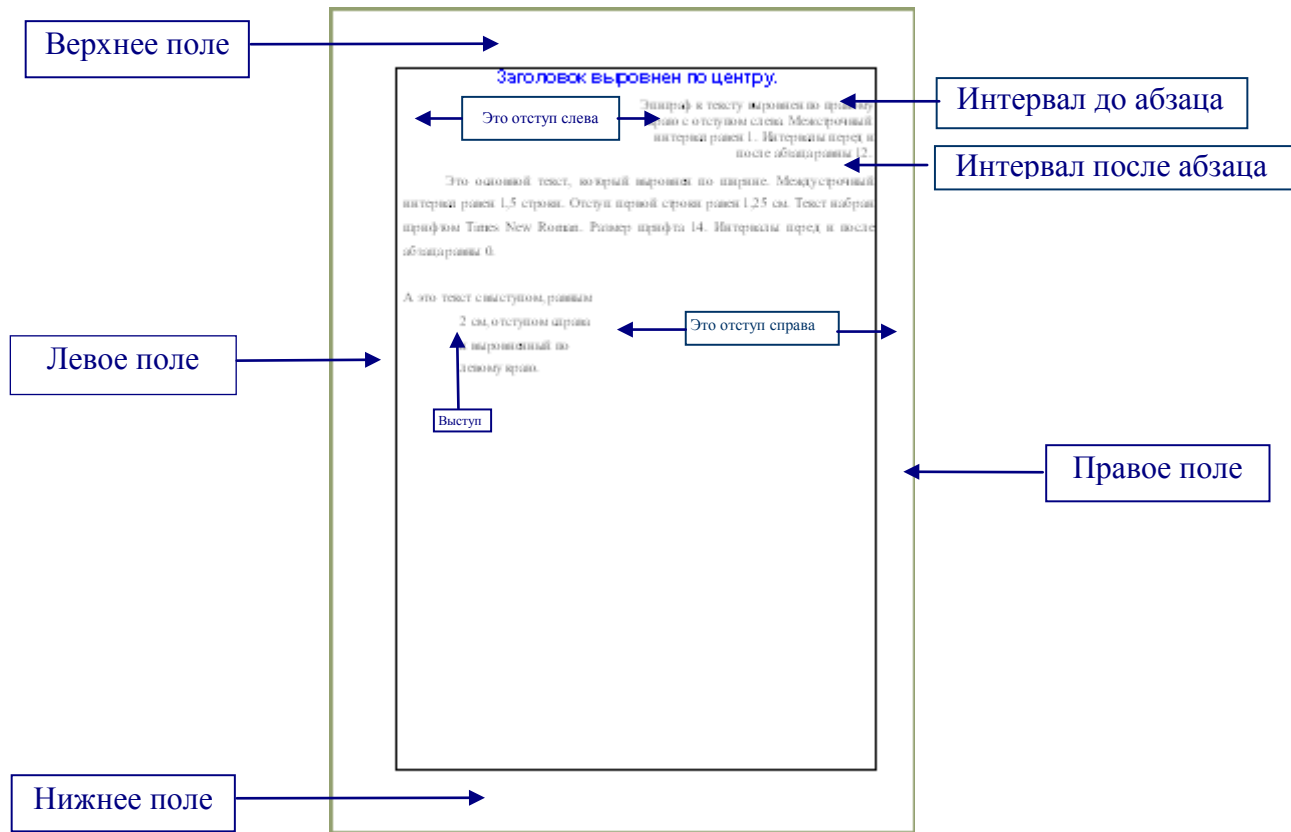 Верхнее поле
Заголовок выровнен по центру.
Интервал до абзаца
Это отступ слева
Эпиграф к тексту выровнен по правому
краю с отступом слева. Межстрочный
интервал равен 1. Интервалы перед и
после абзаца равны 12.
Интервал после абзаца
Это основной текст, который выровнен по ширине. Междустрочный
интервал равен 1,5 строки. Отступ первой строки равен 1,25 см. Текст набран
шрифтом Times New Roman. Размер шрифта 14. Интервалы перед и после
абзаца равны 0.
А это текст с выступом, равным
2 см, отступом справа
и выровненный по
левому краю.
Это отступ справа
Левое поле
Выступ
Правое поле
Нижнее поле